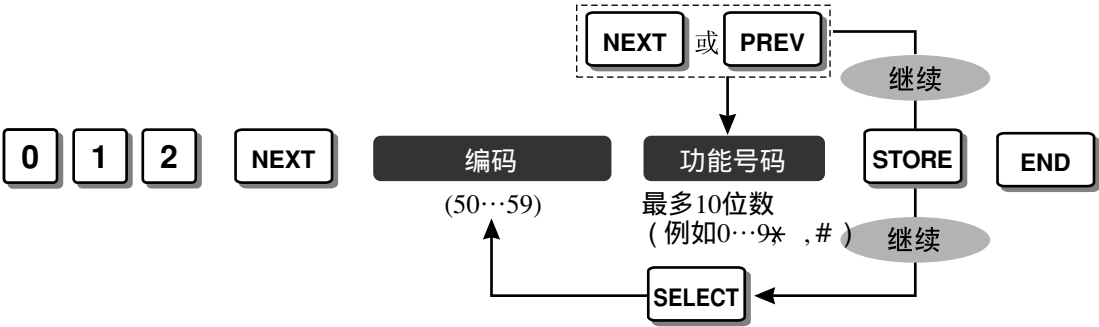 NEXT 或 PREV
继续
0 1 2 NEXT 编码 功能号码 STORE END
(50…59) 最多10位数
(例如0…9* ,#)
继续
SELECT